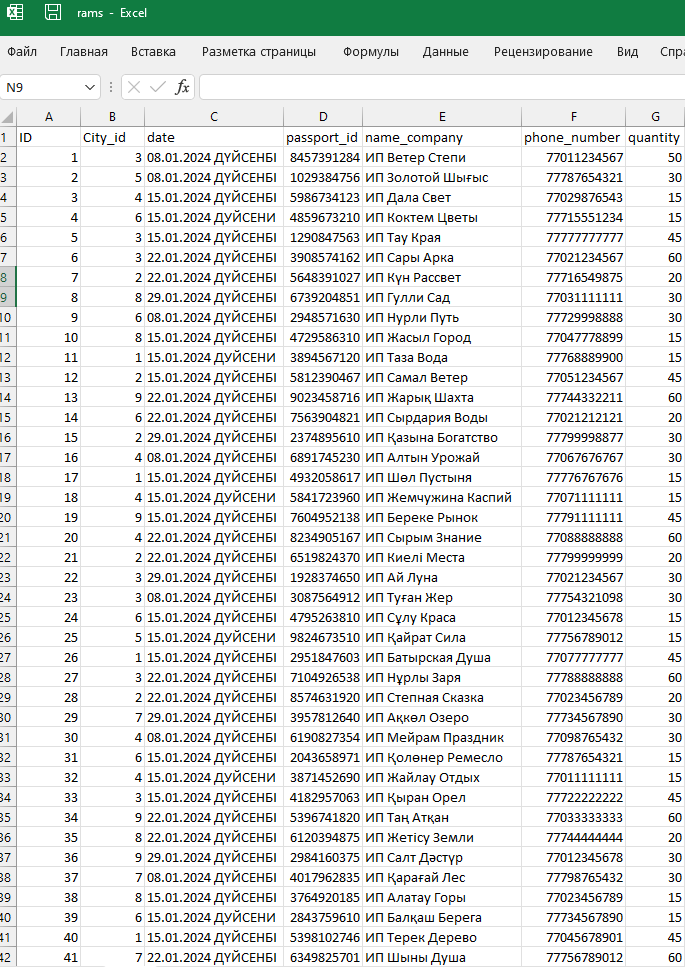 rams - Excel
Файл Главная Вставка Разметка страницы Формулы Данные Рецензирование Вид
N9 fx
A B C D E F G
1 ID City_id date passport_id name_company phone_number quantity
2 1 3 08.01.2024 ДҮЙСЕНБІ 8457391284 ИП Ветер Степи 77011234567 50
3 2 5 08.01.2024 ДҮЙСЕНБІ 1029384756 ИП Золотой Шығыс 77787654321 30
4 3 4 15.01.2024 ДҮЙСЕНБІ 5986734123 ИП Дала Свет 77029876543 15
5 4 6 15.01.2024 ДУЙСЕНИ 4859673210 ИП Коктем Цветы 77715551234 15
6 5 3 15.01.2024 ДҮЙСЕНБІ 1290847563 ИП Тау Края 77777777777 45
7 6 3 22.01.2024 ДҮЙСЕНБІ 3908574162 ИП Сары Арка 77021234567 60
8 7 2 22.01.2024 ДҮЙСЕНБІ 5648391027 ИП Күн Рассвет 77716549875 20
9 8 8 29.01.2024 ДҮЙСЕНБІ 6739204851 ИП Гулли Сад 77031111111 30
10 9 6 08.01.2024 ДҮЙСЕНБІ 2948571630 ИП Нурли Путь 77729998888 30
11 10 8 15.01.2024 ДҮЙСЕНБІ 4729586310 ИП Жасыл Город 77047778899 15
12 11 1 15.01.2024 ДУЙСЕНИ 3894567120 ИП Таза Вода 77768889900 15
13 12 2 15.01.2024 ДҮЙСЕНБІ 5812390467 ИП Самал Ветер 77051234567 45
14 13 9 22.01.2024 ДҮЙСЕНБІ 9023458716 ИП Жарық Шахта 77744332211 60
15 14 6 22.01.2024 ДҮЙСЕНБІ 7563904821 ИП Сырдария Воды 77021212121 20
16 15 2 29.01.2024 ДҮЙСЕНБІ 2374895610 ИП Қазына Богатство 77799998877 30
17 16 4 08.01.2024 ДҮЙСЕНБІ 6891745230 ИП Алтын Урожай 77067676767 30
18 17 1 15.01.2024 ДҮЙСЕНБІ 4932058617 ИП Шөл Пустыня 77776767676 15
19 18 4 15.01.2024 ДУЙСЕНИ 5841723960 ИП Жемчужина Каспий 77071111111 15
20 19 9 15.01.2024 ДҮЙСЕНБІ 7604952138 ИП Береке Рынок 77791111111 45
21 20 4 22.01.2024 ДҮЙСЕНБІ 8234905167 ИП Сырым Знание 77088888888 60
22 21 2 22.01.2024 ДҮЙСЕНБІ 6519824370 ИП Киелі Места 77799999999 20
23 22 3 29.01.2024 ДҮЙСЕНБІ 1928374650 ИП Ай Луна 77021234567 30
24 23 3 08.01.2024 ДҮЙСЕНБІ 3087564912 ИП Туған Жер 77754321098 30
25 24 6 15.01.2024 ДҮЙСЕНБІ 4795263810 ИП Сұлу Краса 77012345678 15
26 25 5 15.01.2024 ДУЙСЕНИ 9824673510 ИП Қайрат Сила 77756789012 15
27 26 1 15.01.2024 ДҮЙСЕНБІ 2951847603 ИП Батырская Душа 77077777777 45
28 27 3 22.01.2024 ДҮЙСЕНБІ 7104926538 ИП Нұрлы Заря 77788888888 60
29 28 2 22.01.2024 ДҮЙСЕНБІ 8574631920 ИП Степная Сказка 77023456789 20
30 29 7 29.01.2024 ДҮЙСЕНБІ 3957812640 ИП Ақкөл Озеро 77734567890 30
31 30 4 08.01.2024 ДҮЙСЕНБІ 6190827354 ИП Мейрам Праздник 77098765432 30
32 31 6 15.01.2024 ДҮЙСЕНБІ 2043658971 ИП Қолөнер Ремесло 77787654321 15
33 32 4 15.01.2024 ДУЙСЕНИ 3871452690 ИП Жайлау Отдых 77011111111 15
34 33 3 15.01.2024 ДҮЙСЕНБІ 4182957063 ИП Қыран Орел 77722222222 45
35 34 9 22.01.2024 ДҮЙСЕНБІ 5396741820 ИП Таң Атқан 77033333333 60
36 35 8 22.01.2024 ДҮЙСЕНБІ 6120394875 ИП Жетісу Земли 77744444444 20
37 36 9 29.01.2024 ДҮЙСЕНБІ 2984160375 ИП Салт Дәстүр 77012345678 30
38 37 7 08.01.2024 ДҮЙСЕНБІ 4017962835 ИП Қарағай Лес 77798765432 30
39 38 8 15.01.2024 ДҮЙСЕНБІ 3764920185 ИП Алатау Горы 77023456789 15
40 39 6 15.01.2024 ДУЙСЕНИ 2843759610 ИП Балқаш Берега 77734567890 15
41 40 1 15.01.2024 ДҮЙСЕНБІ 5398102746 ИП Терек Дерево 77045678901 45
42 41 7 22.01.2024 ДҮЙСЕНБІ 6349825701 ИП Шыны Душа 77756789012 60